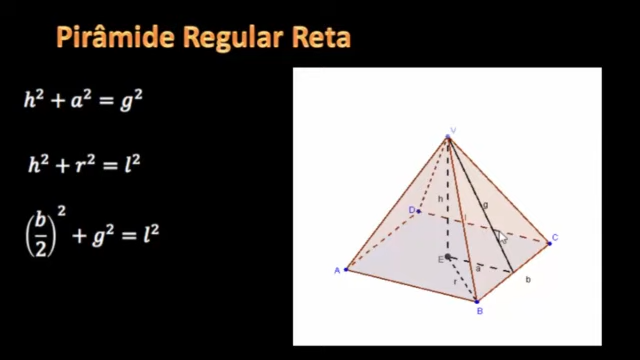 Pirâmide Regular Reta
h² + a² = g²
h² + r² = l²
(b/2)² + g² = l²
V
h
g
l
D
C
E
a
A
r
b
B